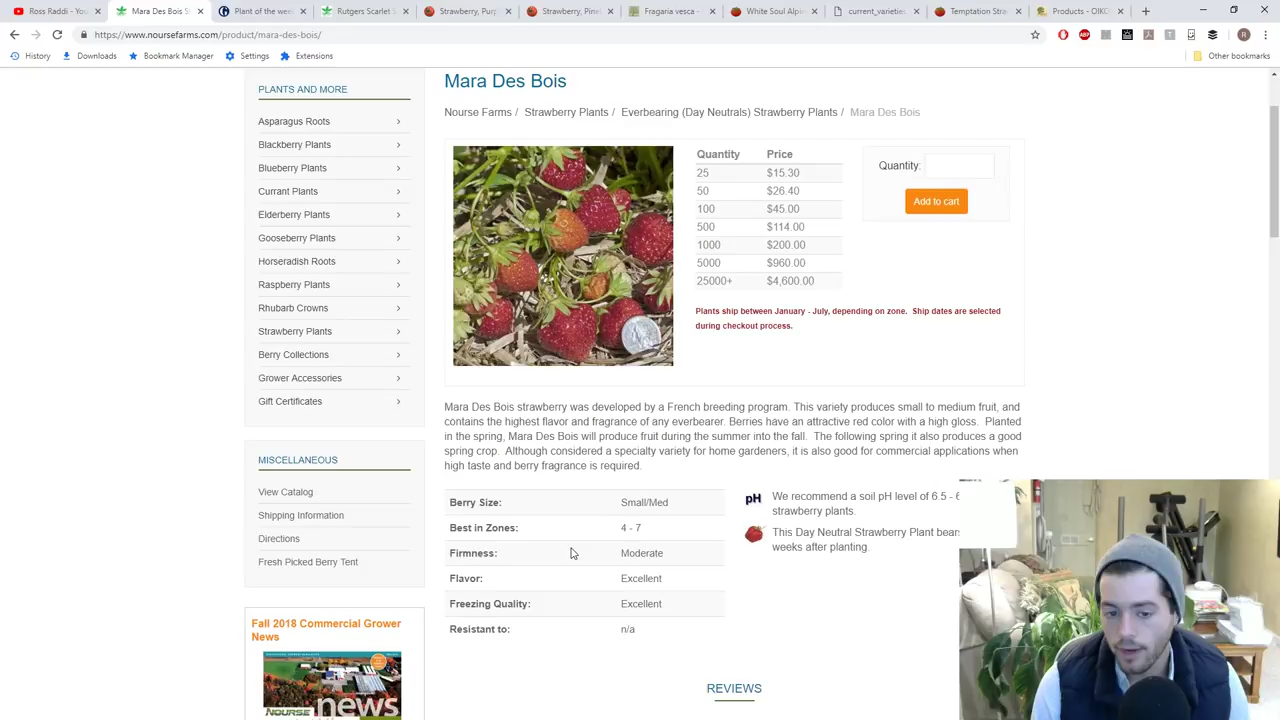 Ross Raddi - Yo
Mara Des Bois S
Plant of the wee
Rutgers Scarlet S
Strawberry, Purp
Strawberry, Pine
Fragaria vesca -
White Soul Alpin
current_varieties
Temptation Stra
Products - OIKO
https://www.noursefarms.com/product/mara-des-bois/
History
Downloads
Bookmark Manager
Settings
Extensions
Other bookmarks
PLANTS AND MORE
Asparagus Roots
Blackberry Plants
Blueberry Plants
Currant Plants
Elderberry Plants
Gooseberry Plants
Horseradish Roots
Raspberry Plants
Rhubarb Crowns
Strawberry Plants
Berry Collections
Grower Accessories
Gift Certificates
MISCELLANEOUS
View Catalog
Shipping Information
Directions
Fresh Picked Berry Tent
Fall 2018 Commercial Grower
News
NOURSE
news
Mara Des Bois
Nourse Farms / Strawberry Plants / Everbearing (Day Neutrals) Strawberry Plants / Mara Des Bois
Quantity Price
25 $15.30
50 $26.40
100 $45.00
500 $114.00
1000 $200.00
5000 $960.00
25000+ $4,600.00
Quantity:
Add to cart
Plants ship between January - July, depending on zone. Ship dates are selected
during checkout process.
Mara Des Bois strawberry was developed by a French breeding program. This variety produces small to medium fruit, and
contains the highest flavor and fragrance of any everbearer. Berries have an attractive red color with a high gloss. Planted
in the spring, Mara Des Bois will produce fruit during the summer into the fall. The following spring it also produces a good
spring crop. Although considered a specialty variety for home gardeners, it is also good for commercial applications when
high taste and berry fragrance is required.
Berry Size: Small/Med
Best in Zones: 4 - 7
Firmness: Moderate
Flavor: Excellent
Freezing Quality: Excellent
Resistant to: n/a
pH
We recommend a soil pH level of 6.5 - 6
strawberry plants.
This Day Neutral Strawberry Plant bears
weeks after planting.
REVIEWS